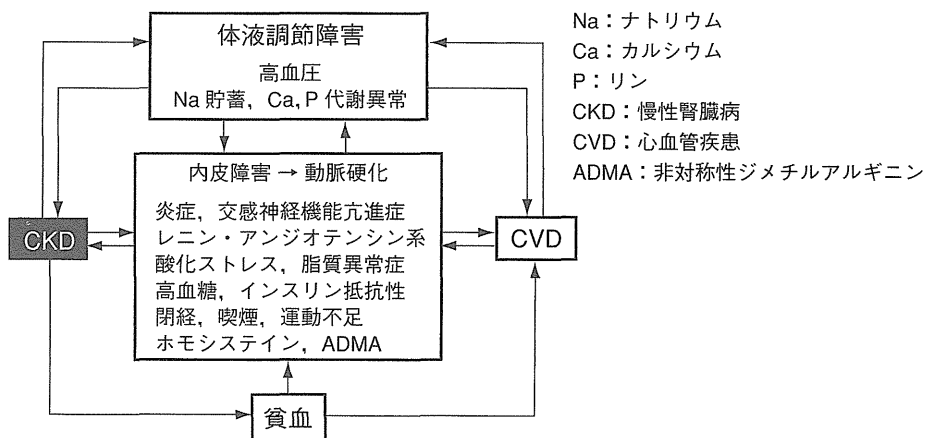 体液調節障害
高血圧
Na 貯蓄, Ca, P 代謝異常
内皮障害 → 動脈硬化
炎症, 交感神経機能亢進症
レニン・アンジオテンシン系
酸化ストレス, 脂質異常症
高血糖, インスリン抵抗性
閉経, 喫煙, 運動不足
ホモシステイン, ADMA
CKD
CVD
貧血
Na：ナトリウム
Ca：カルシウム
P：リン
CKD：慢性腎臓病
CVD：心血管疾患
ADMA：非対称性ジメチルアルギニン